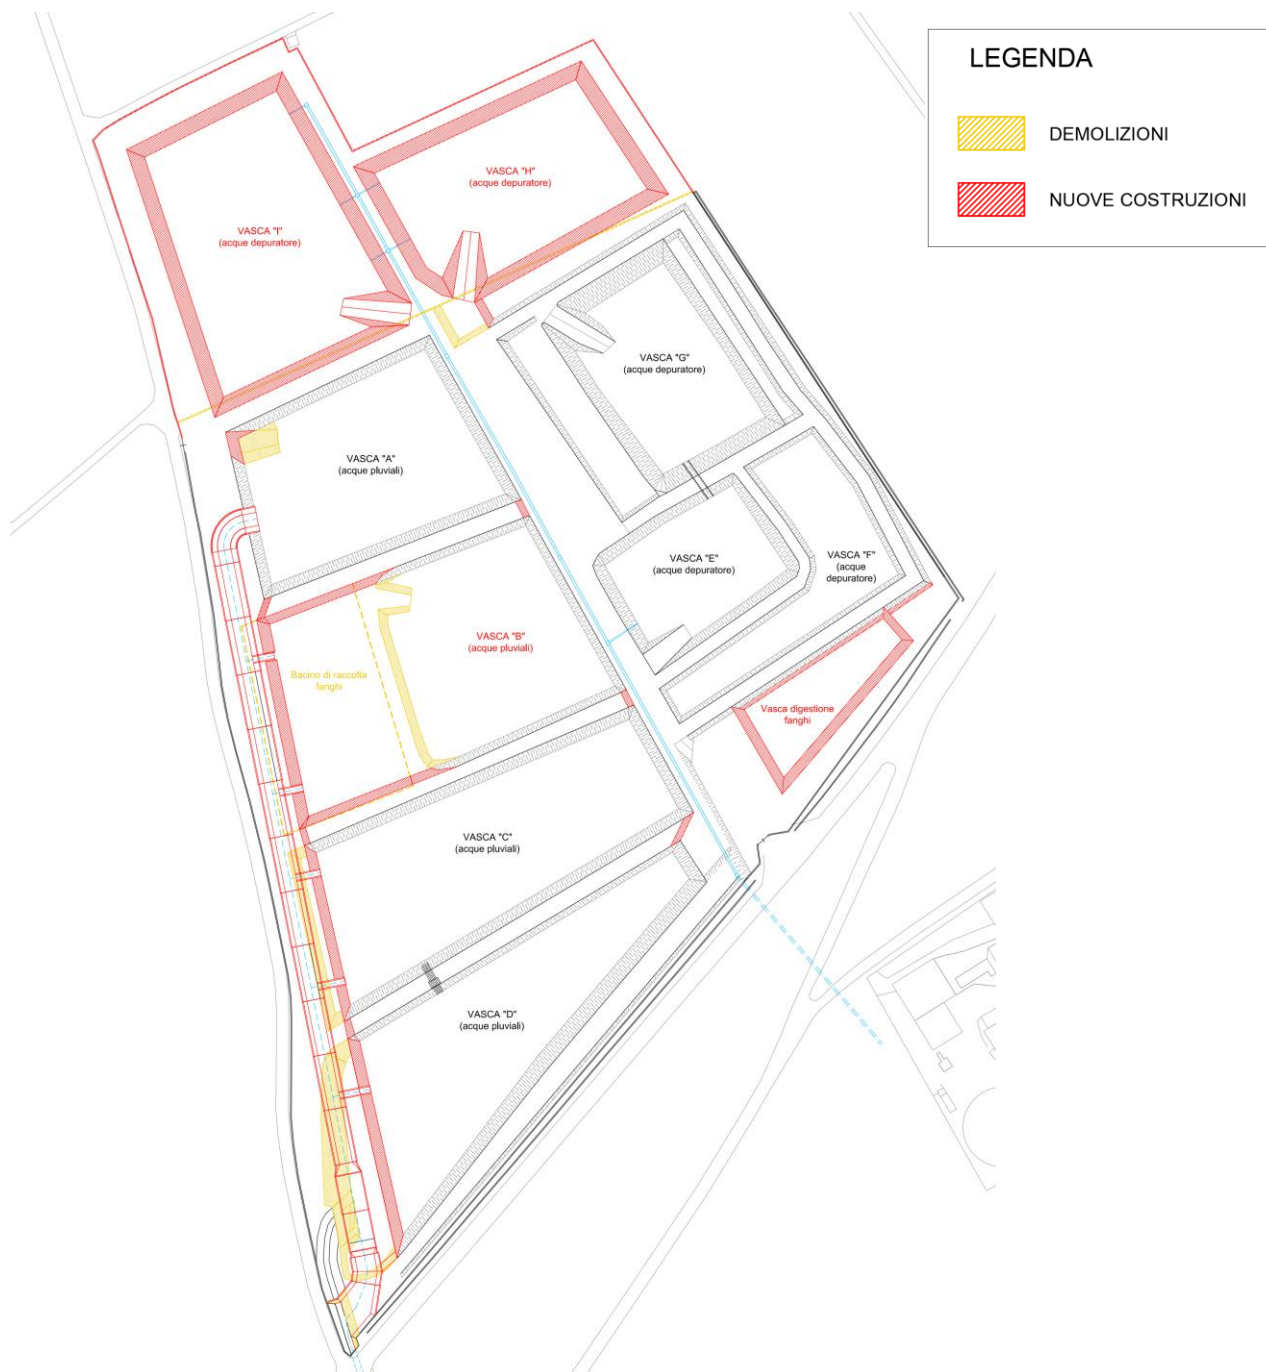 LEGENDA
DEMOLIZIONI
NUOVE COSTRUZIONI
VASCA "H"
(acque depuratore)
VASCA "I"
(acque depuratore)
VASCA "G"
(acque depuratore)
VASCA "A"
(acque pluviali)
VASCA "E"
(acque depuratore)
VASCA "F"
(acque
depuratore)
VASCA "B"
(acque pluviali)
Bacino di raccolta
fanghi
Vasca digestione
fanghi
VASCA "C"
(acque pluviali)
VASCA "D"
(acque pluviali)